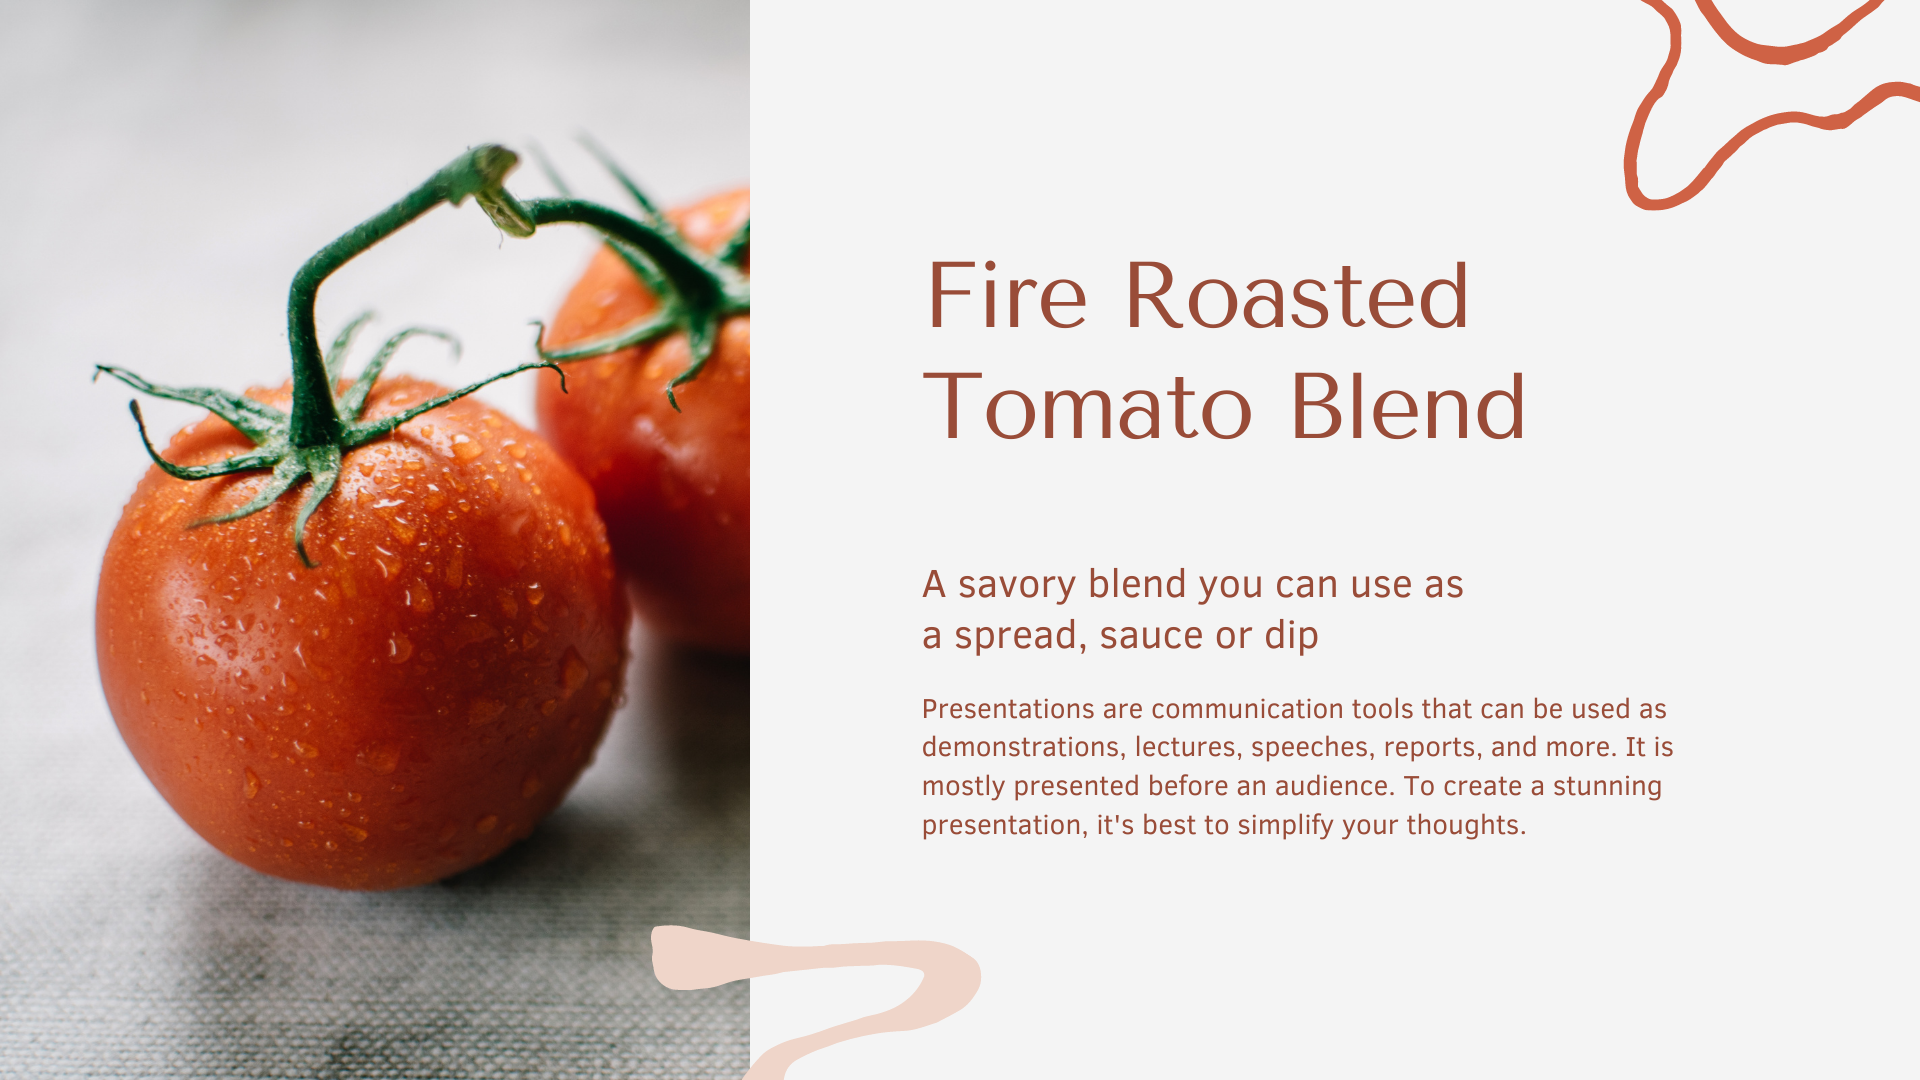 Fire Roasted
Tomato Blend
A savory blend you can use as
a spread, sauce or dip
Presentations are communication tools that can be used as
demonstrations, lectures, speeches, reports, and more. It is
mostly presented before an audience. To create a stunning
presentation, it's best to simplify your thoughts.